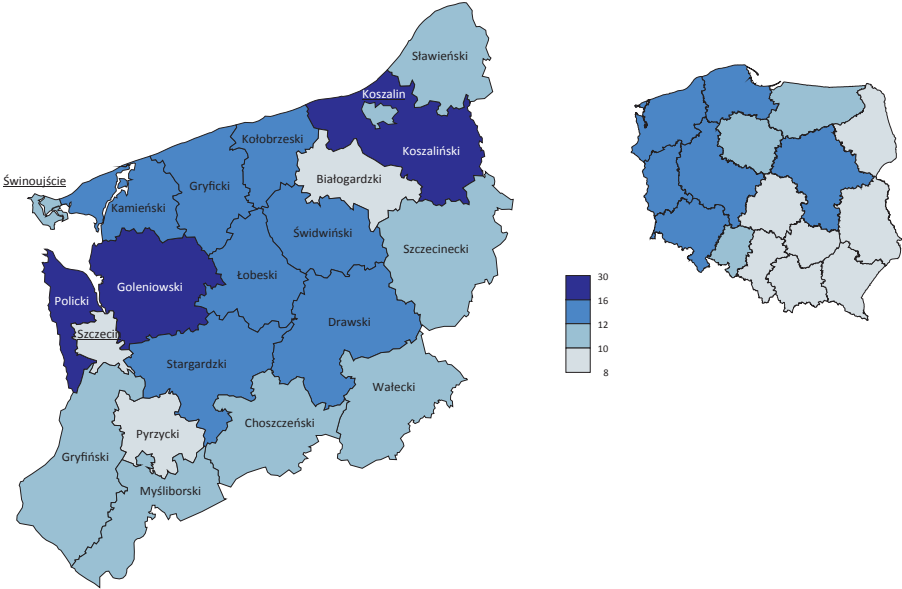 Sławieński
Koszalin
Koszaliński
Kołobrzeski
Białogardzki
Świnoujście
Gryficki
Kamieński
Świdwiński
Szczecinecki
Łobeski
Goleniowski
Policki
Drawski
Szczecin
Stargardzki
Wałecki
Choszczeński
Pyrzycki
Gryfiński
Myśliborski
30
16
12
10
8